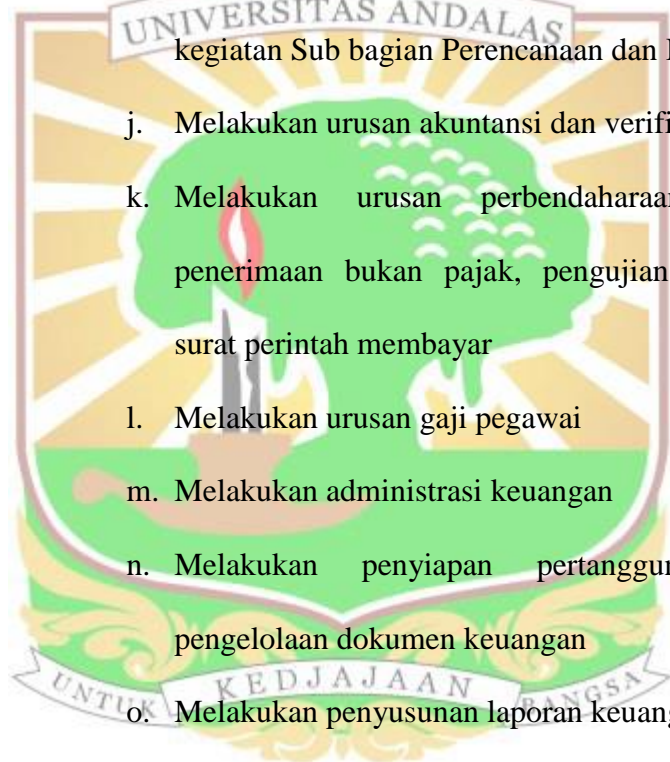 UNIVERSITAS ANDALAS
kegiatan Sub bagian Perencanaan dan
j. Melakukan urusan akuntansi dan verifi
k. Melakukan urusan perbendaharaan
penerimaan bukan pajak, pengujian
surat perintah membayar
l. Melakukan urusan gaji pegawai
m. Melakukan administrasi keuangan
n. Melakukan penyiapan pertanggun
pengelolaan dokumen keuangan
UNTUK KEDJAJAAN BANGSA
o. Melakukan penyusunan laporan keuang